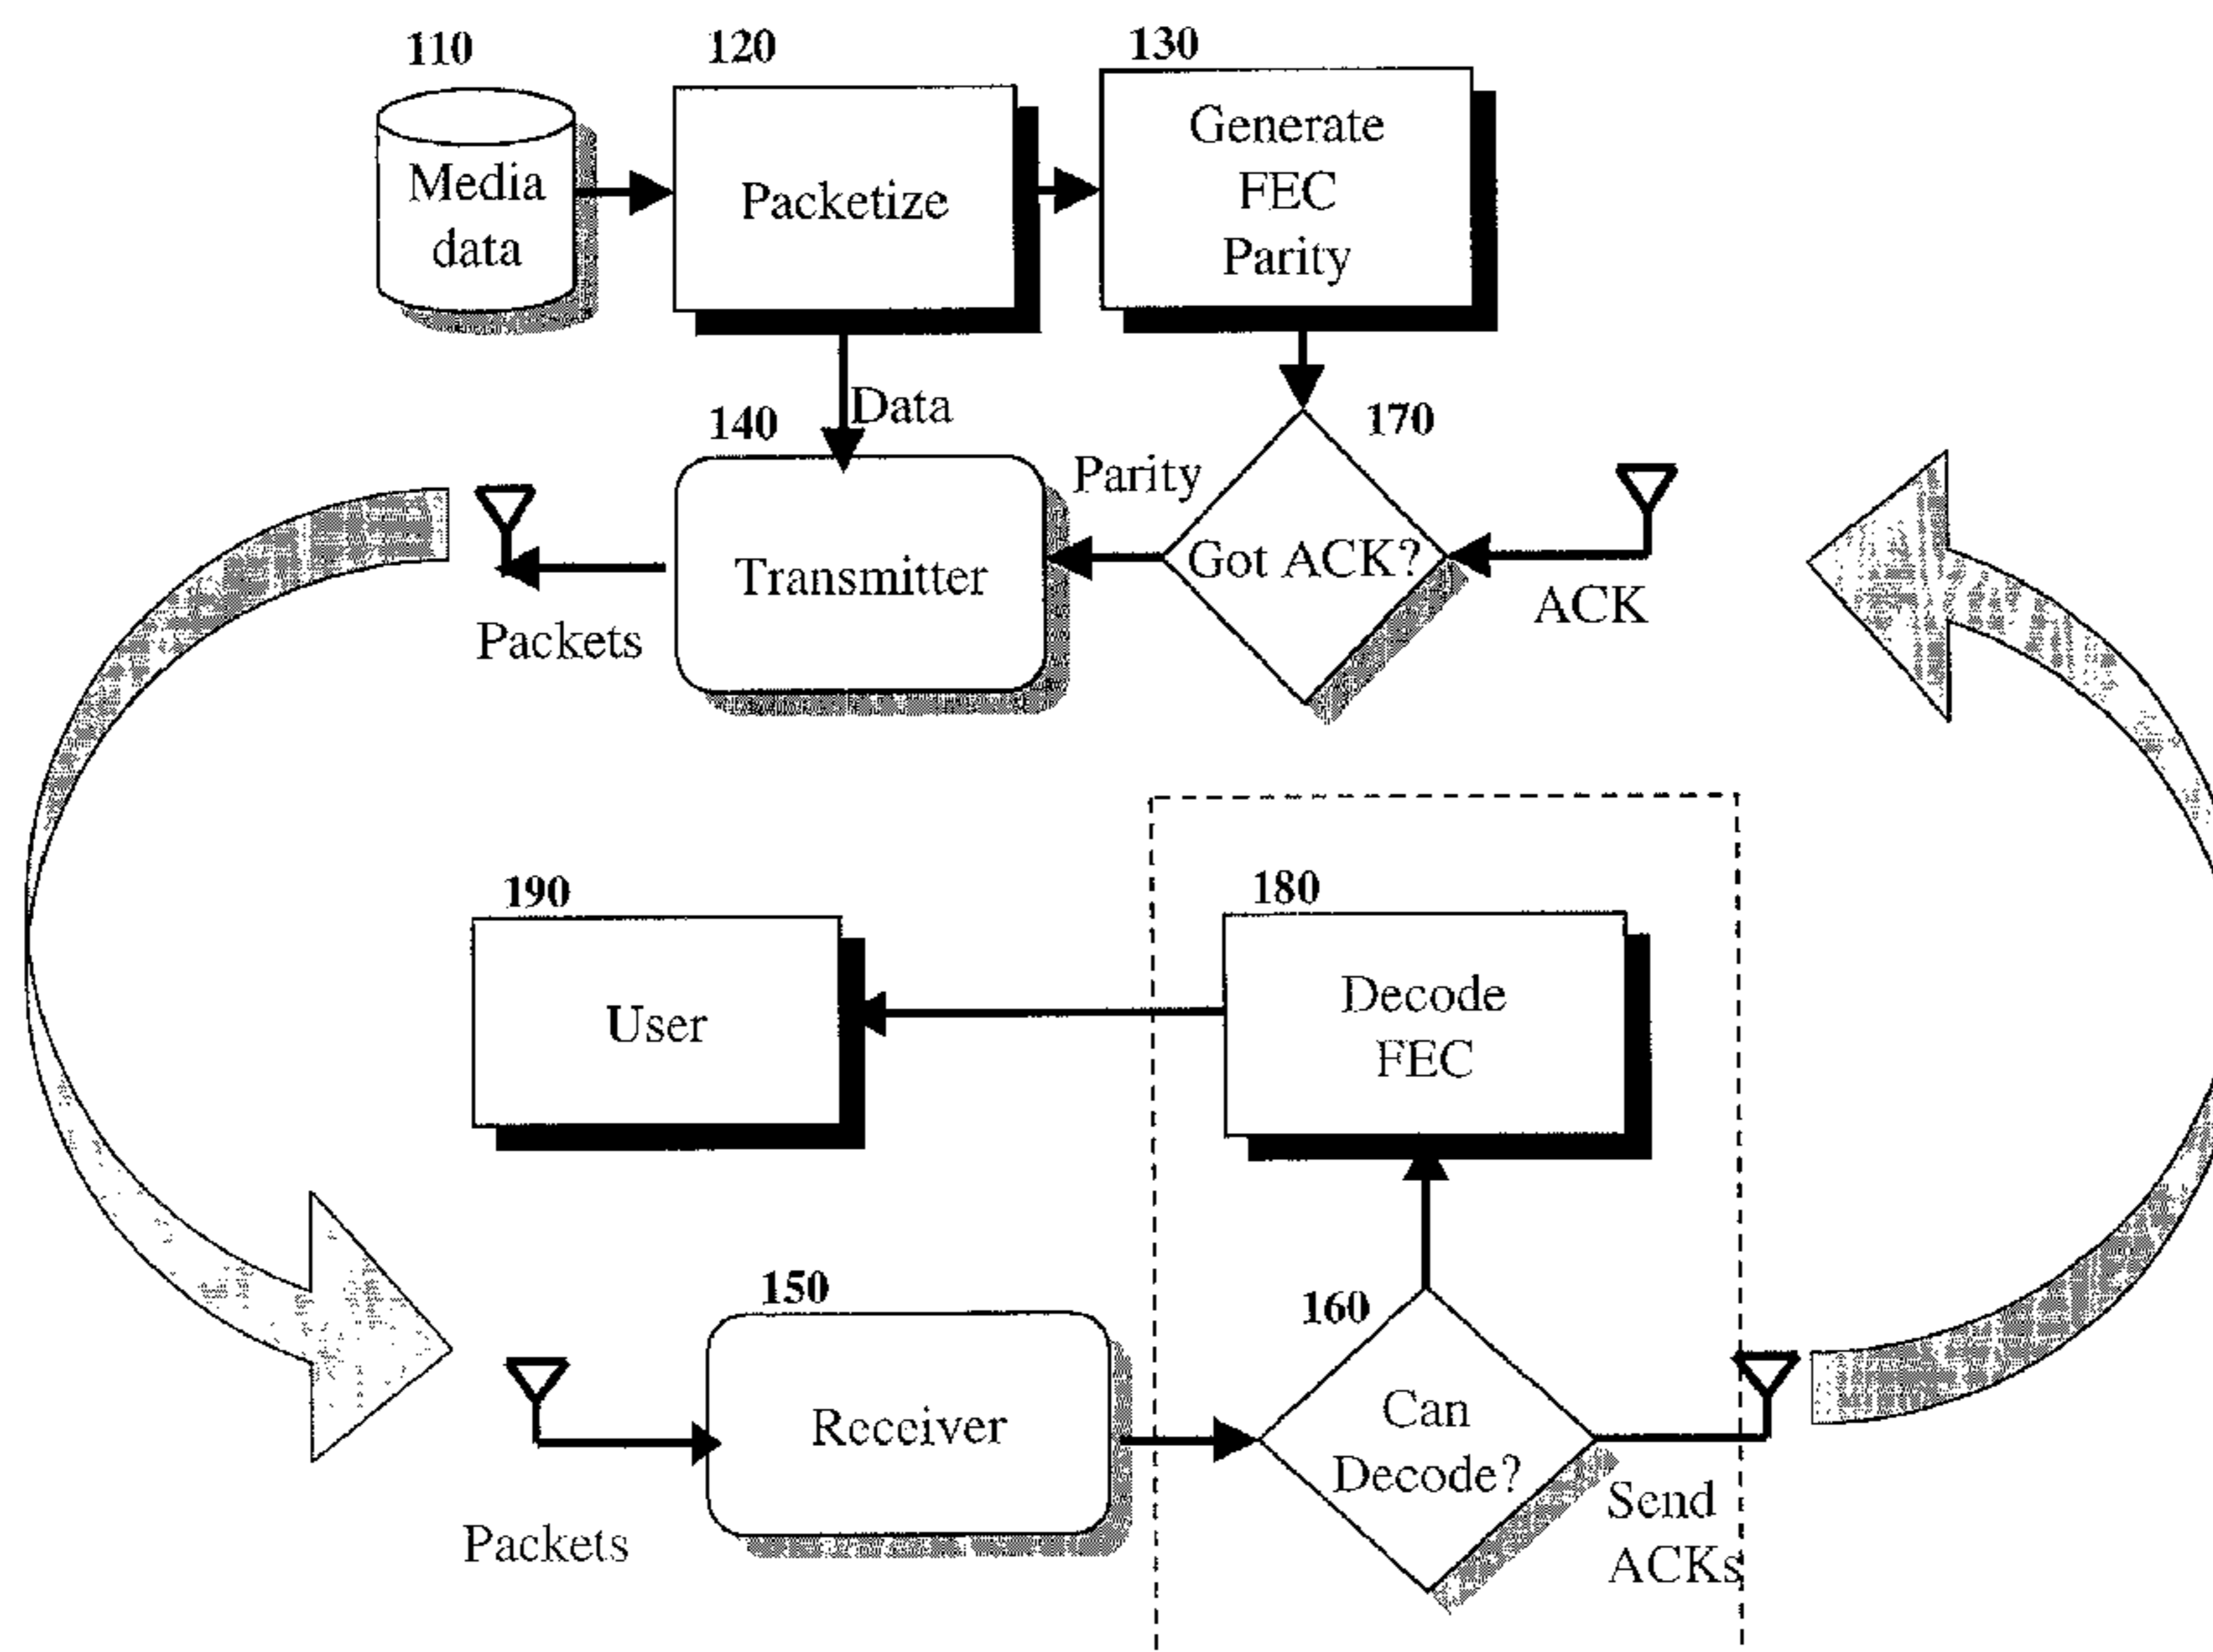 110
120
130
Media
data
Packetize
Generate
FEC
Parity
Data
140
170
Parity
Transmitter
Got ACK?
ACK
Packets
190
180
User
Decode
FEC
150
160
Receiver
Can
Decode?
Send
ACKs
Packets